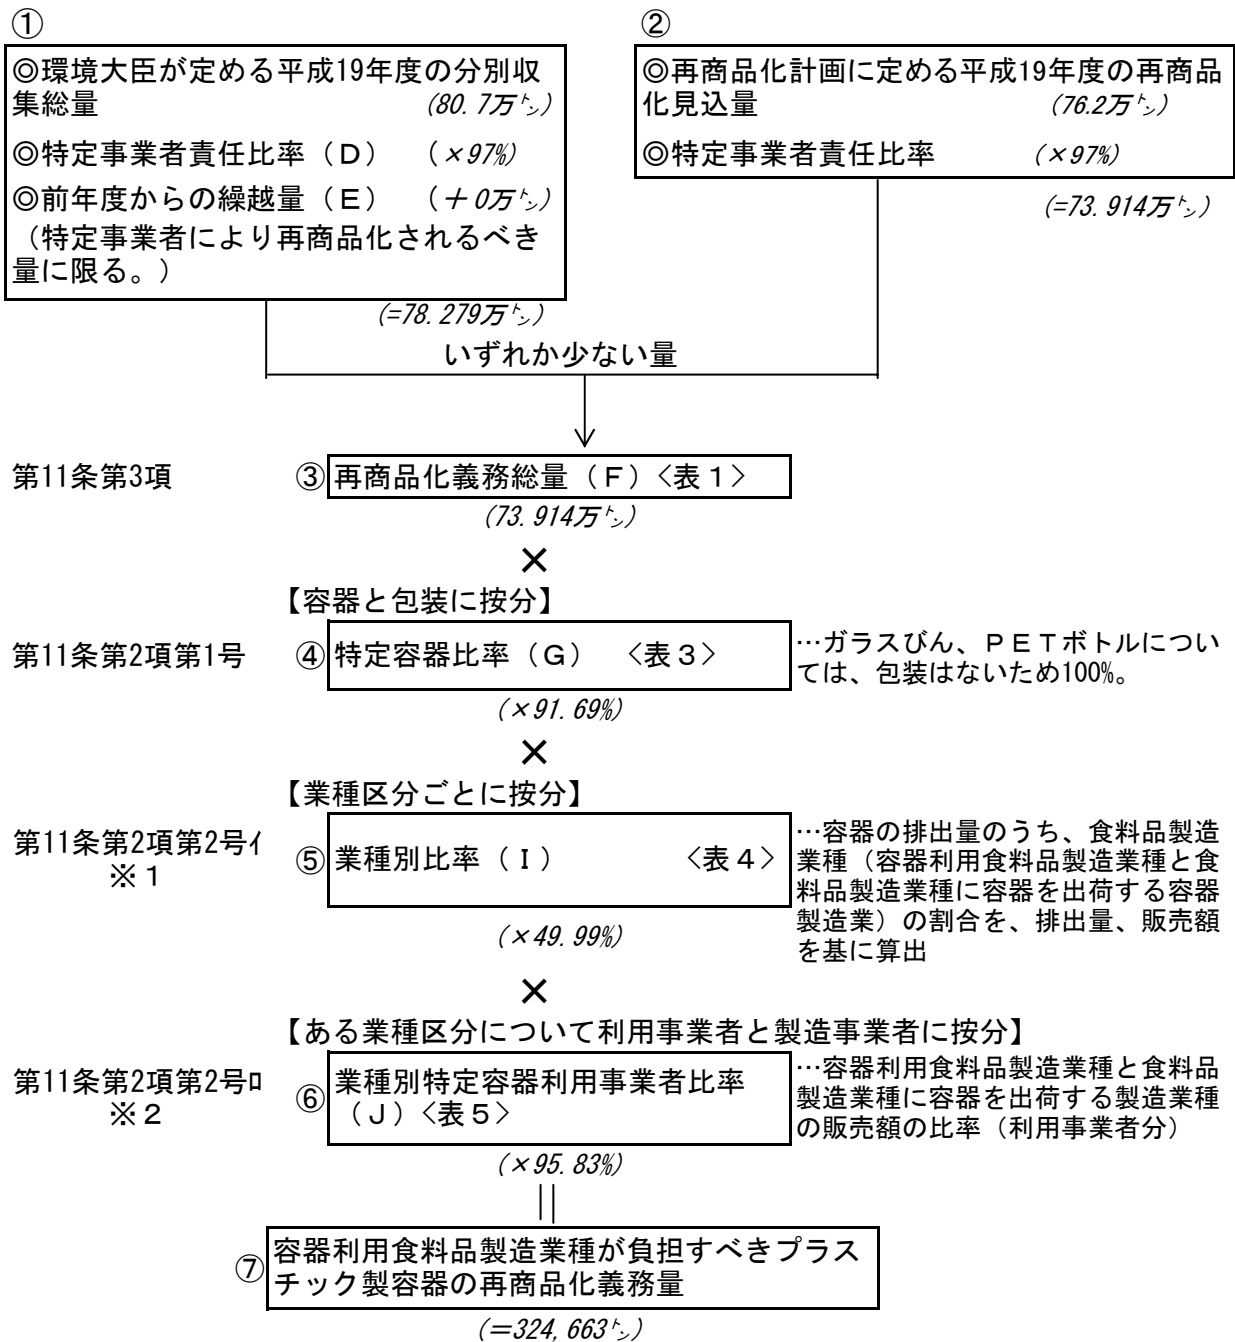 ①
◎環境大臣が定める平成19年度の分別収
集総量 (80.7万㌧)
◎特定事業者責任比率（Ｄ） （×97%)
◎前年度からの繰越量（Ｅ） （＋0万㌧)
（特定事業者により再商品化されるべき
量に限る。）
(=78.279万㌧)
②
◎再商品化計画に定める平成19年度の再商品
化見込量 (76.2万㌧)
◎特定事業者責任比率 (×97%)
(=73.914万㌧)
いずれか少ない量
第11条第3項
③再商品化義務総量（Ｆ）〈表１〉
(73.914万㌧)
×
【容器と包装に按分】
第11条第2項第1号
④特定容器比率（Ｇ） 〈表３〉
…ガラスびん、ＰＥＴボトルについ
ては、包装はないため100%。
(×91.69%)
×
【業種区分ごとに按分】
第11条第2項第2号ｲ
※１
⑤業種別比率（Ｉ） 〈表４〉
…容器の排出量のうち、食料品製造
業種（容器利用食料品製造業種と食
料品製造業種に容器を出荷する容器
製造業）の割合を、排出量、販売額
を基に算出
(×49.99%)
×
【ある業種区分について利用事業者と製造事業者に按分】
第11条第2項第2号ﾛ
※２
⑥業種別特定容器利用事業者比率
（Ｊ）〈表５〉
…容器利用食料品製造業種と食料品
製造業種に容器を出荷する製造業種
の販売額の比率（利用事業者分）
(×95.83%)
||
⑦容器利用食料品製造業種が負担すべきプラス
チック製容器の再商品化義務量
(＝324,663㌧)